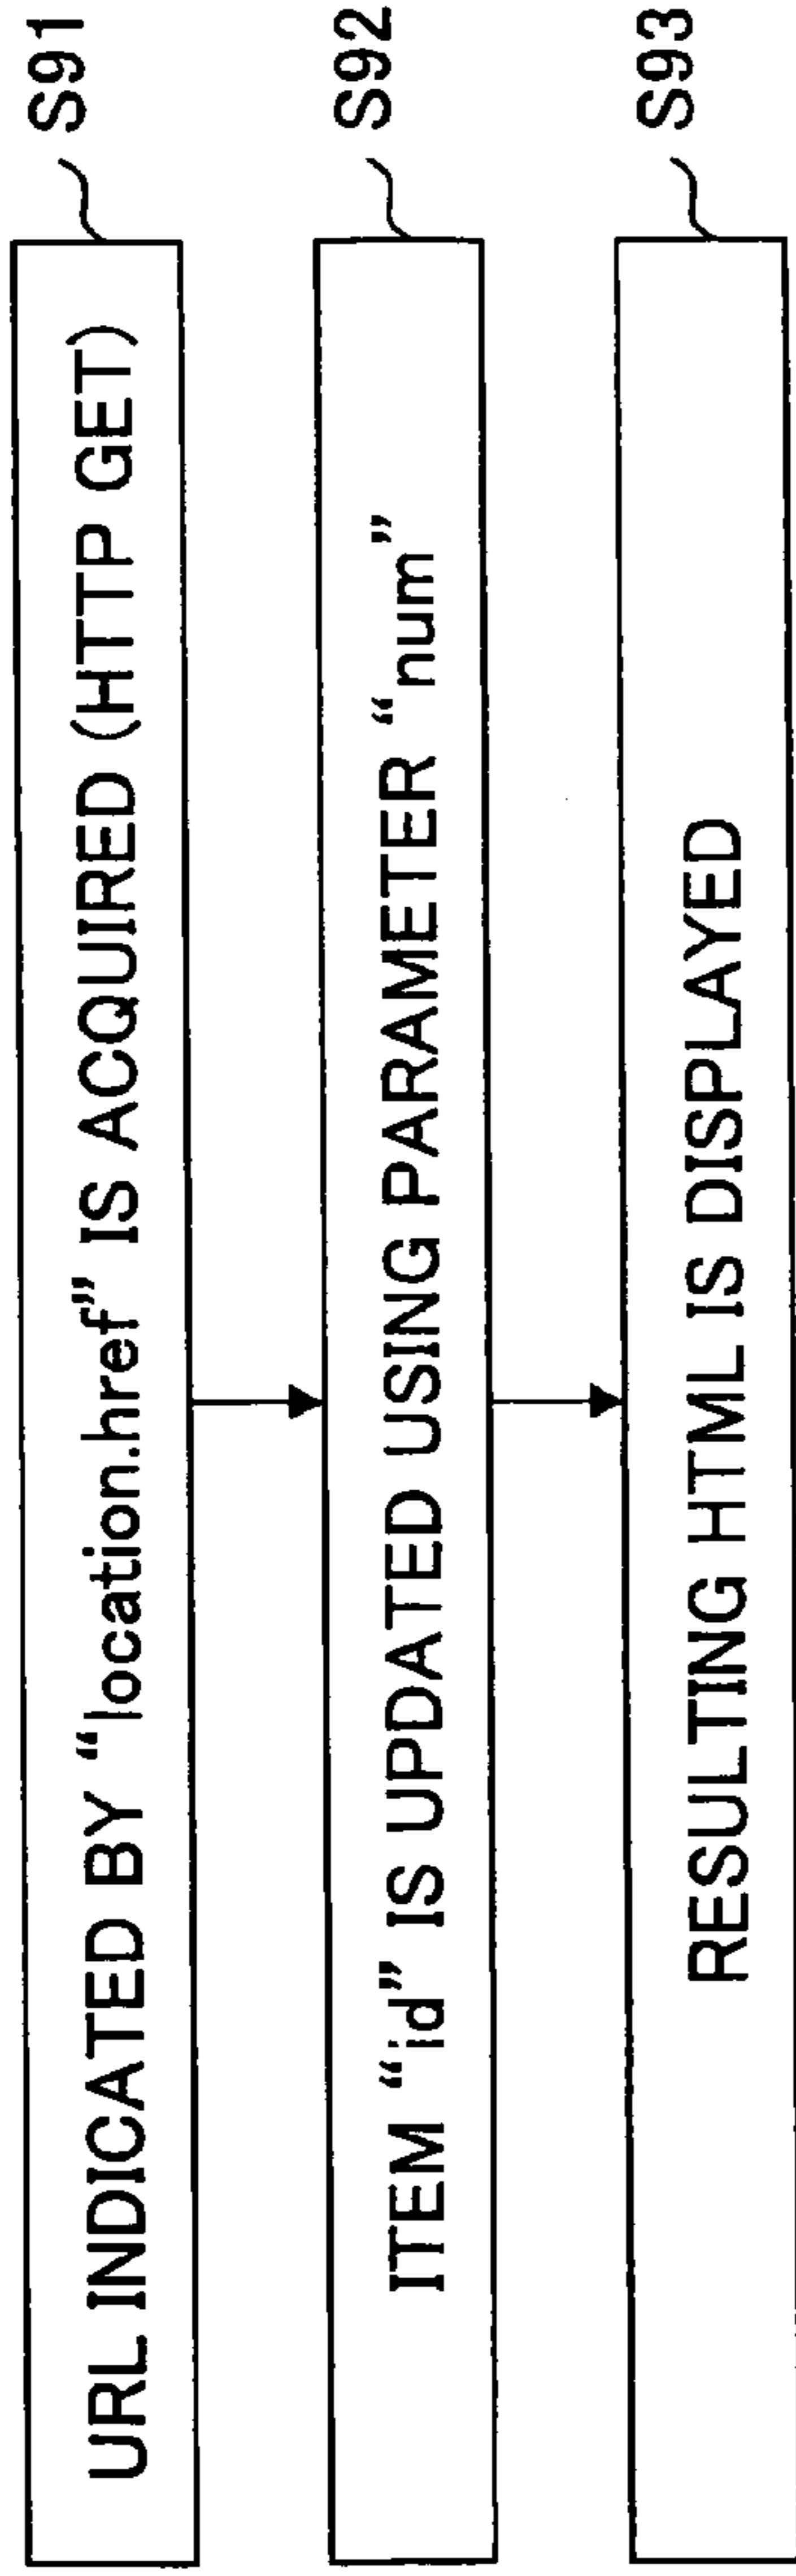 URL INDICATED BY “location.href” IS ACQUIRED (HTTP GET)
S91
ITEM “id” IS UPDATED USING PARAMETER “num”
S92
RESULTING HTML IS DISPLAYED
S93